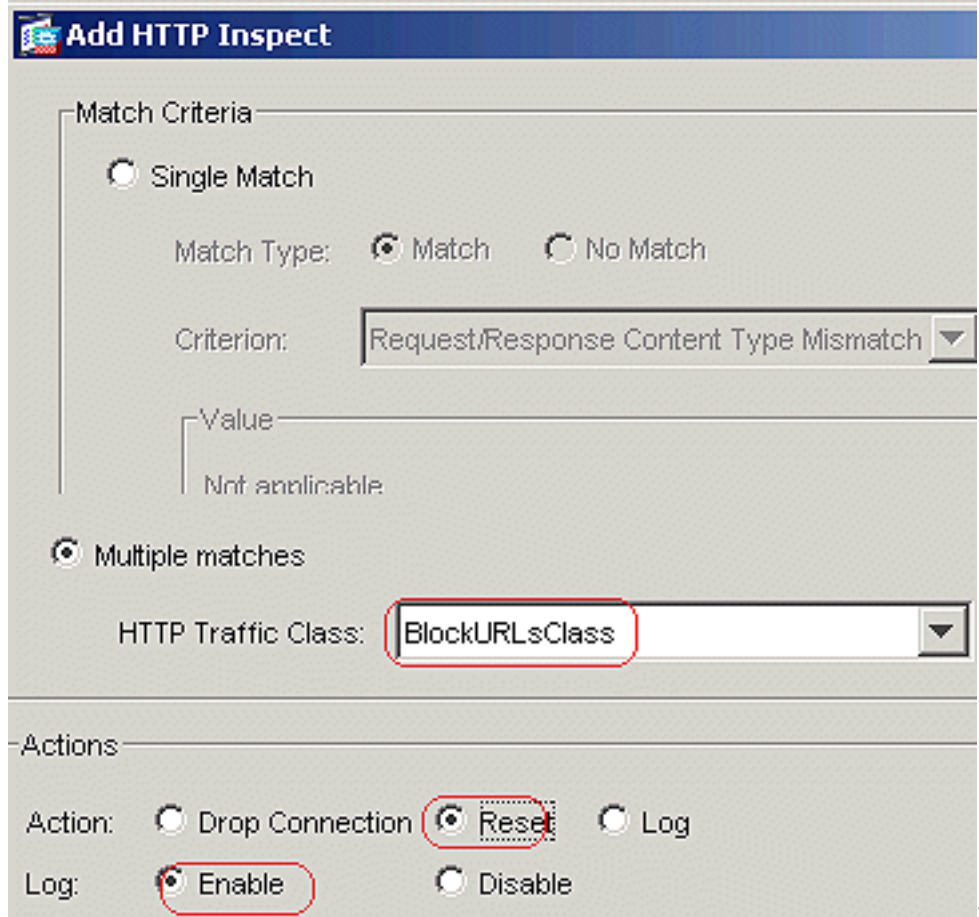 Add HTTP Inspect
Match Criteria
Single Match
Match Type: Match No Match
Criterion: Request/Response Content Type Mismatch
Value
Not applicable
Multiple matches
HTTP Traffic Class: BlockURLsClass
Actions
Action: Drop Connection Reset Log
Log: Enable Disable